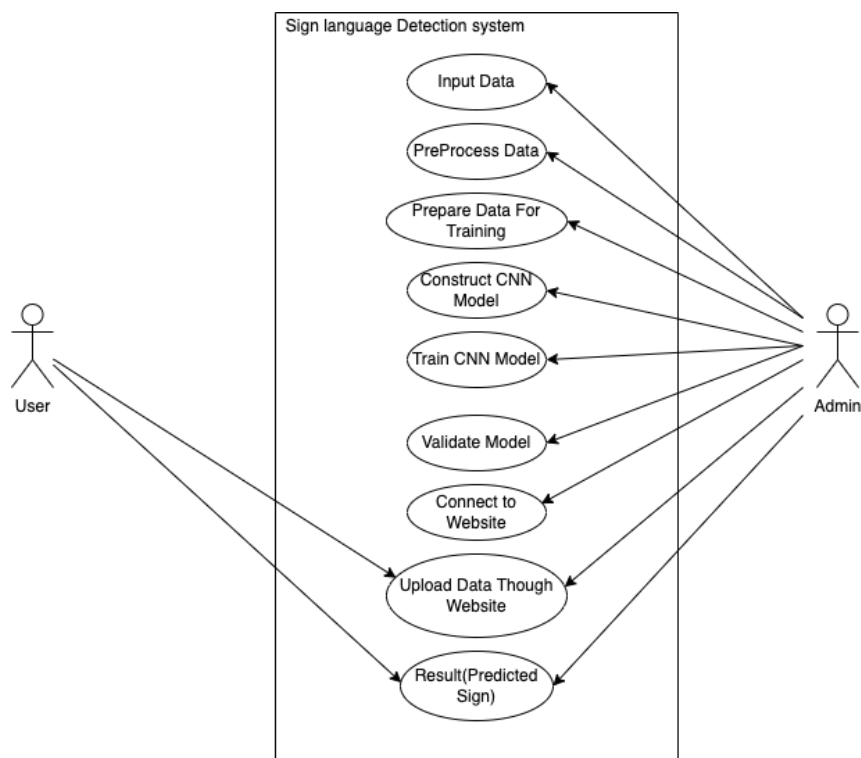 Sign language Detection system
Input Data
PreProcess Data
Prepare Data For
Training
Construct CNN
Model
Train CNN Model
Validate Model
Connect to
Website
Upload Data Though
Website
Result(Predicted
Sign)
User
Admin